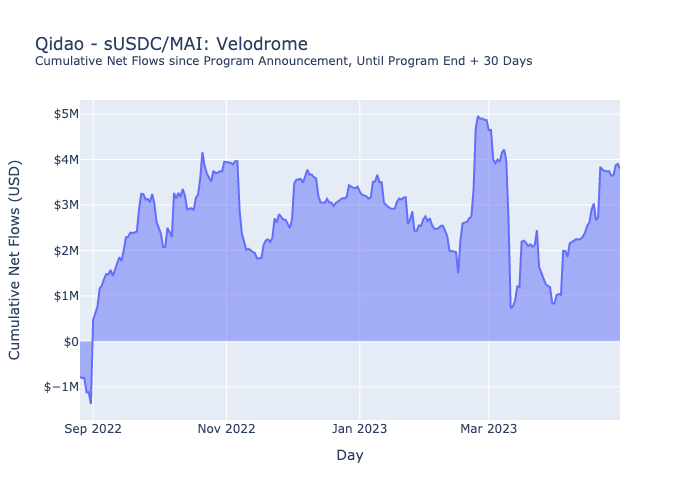 Qidao - sUSDC/MAI: Velodrome
Cumulative Net Flows since Program Announcement, Until Program End + 30 Days
Cumulative Net Flows (USD)
$5M
$4M
$3M
$2M
$1M
$0
$−1M
Sep 2022 Nov 2022 Jan 2023 Mar 2023
Day